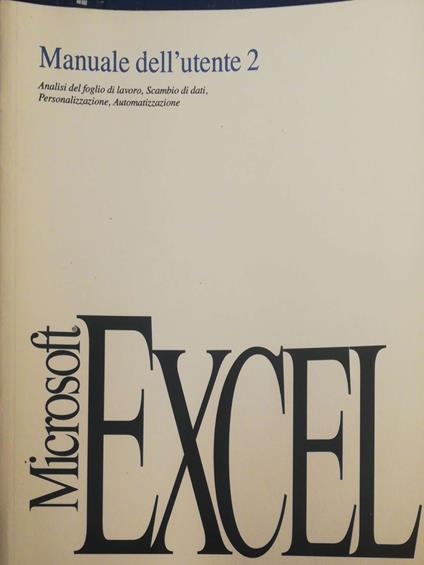 Manuale dell'utente 2
Analisi del foglio di lavoro, Scambio di dati,
Personalizzazione, Automatizzazione
Microsoft®
EXCEL